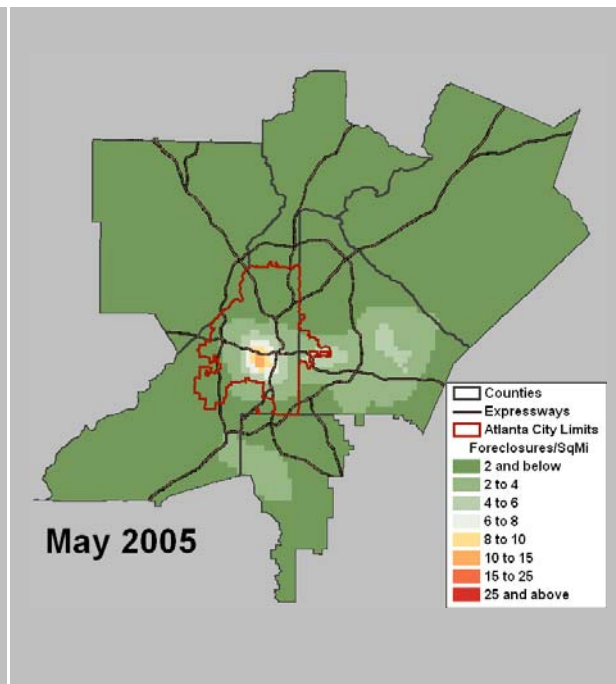 Counties
Expressways
Atlanta City Limits
Foreclosures/SqMi
2 and below
2 to 4
4 to 6
6 to 8
8 to 10
10 to 15
15 to 25
25 and above
May 2005